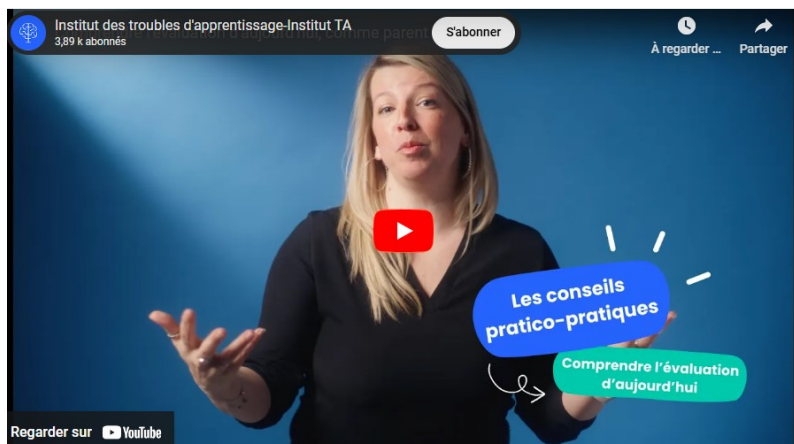 Institut des troubles d'apprentissage-Institut TA
3,89 k abonnés
S'abonner
À regarder ...
Partager
Les conseils
pratico-pratiques
Comprendre l'évaluation
d'aujourd'hui
Regarder sur YouTube